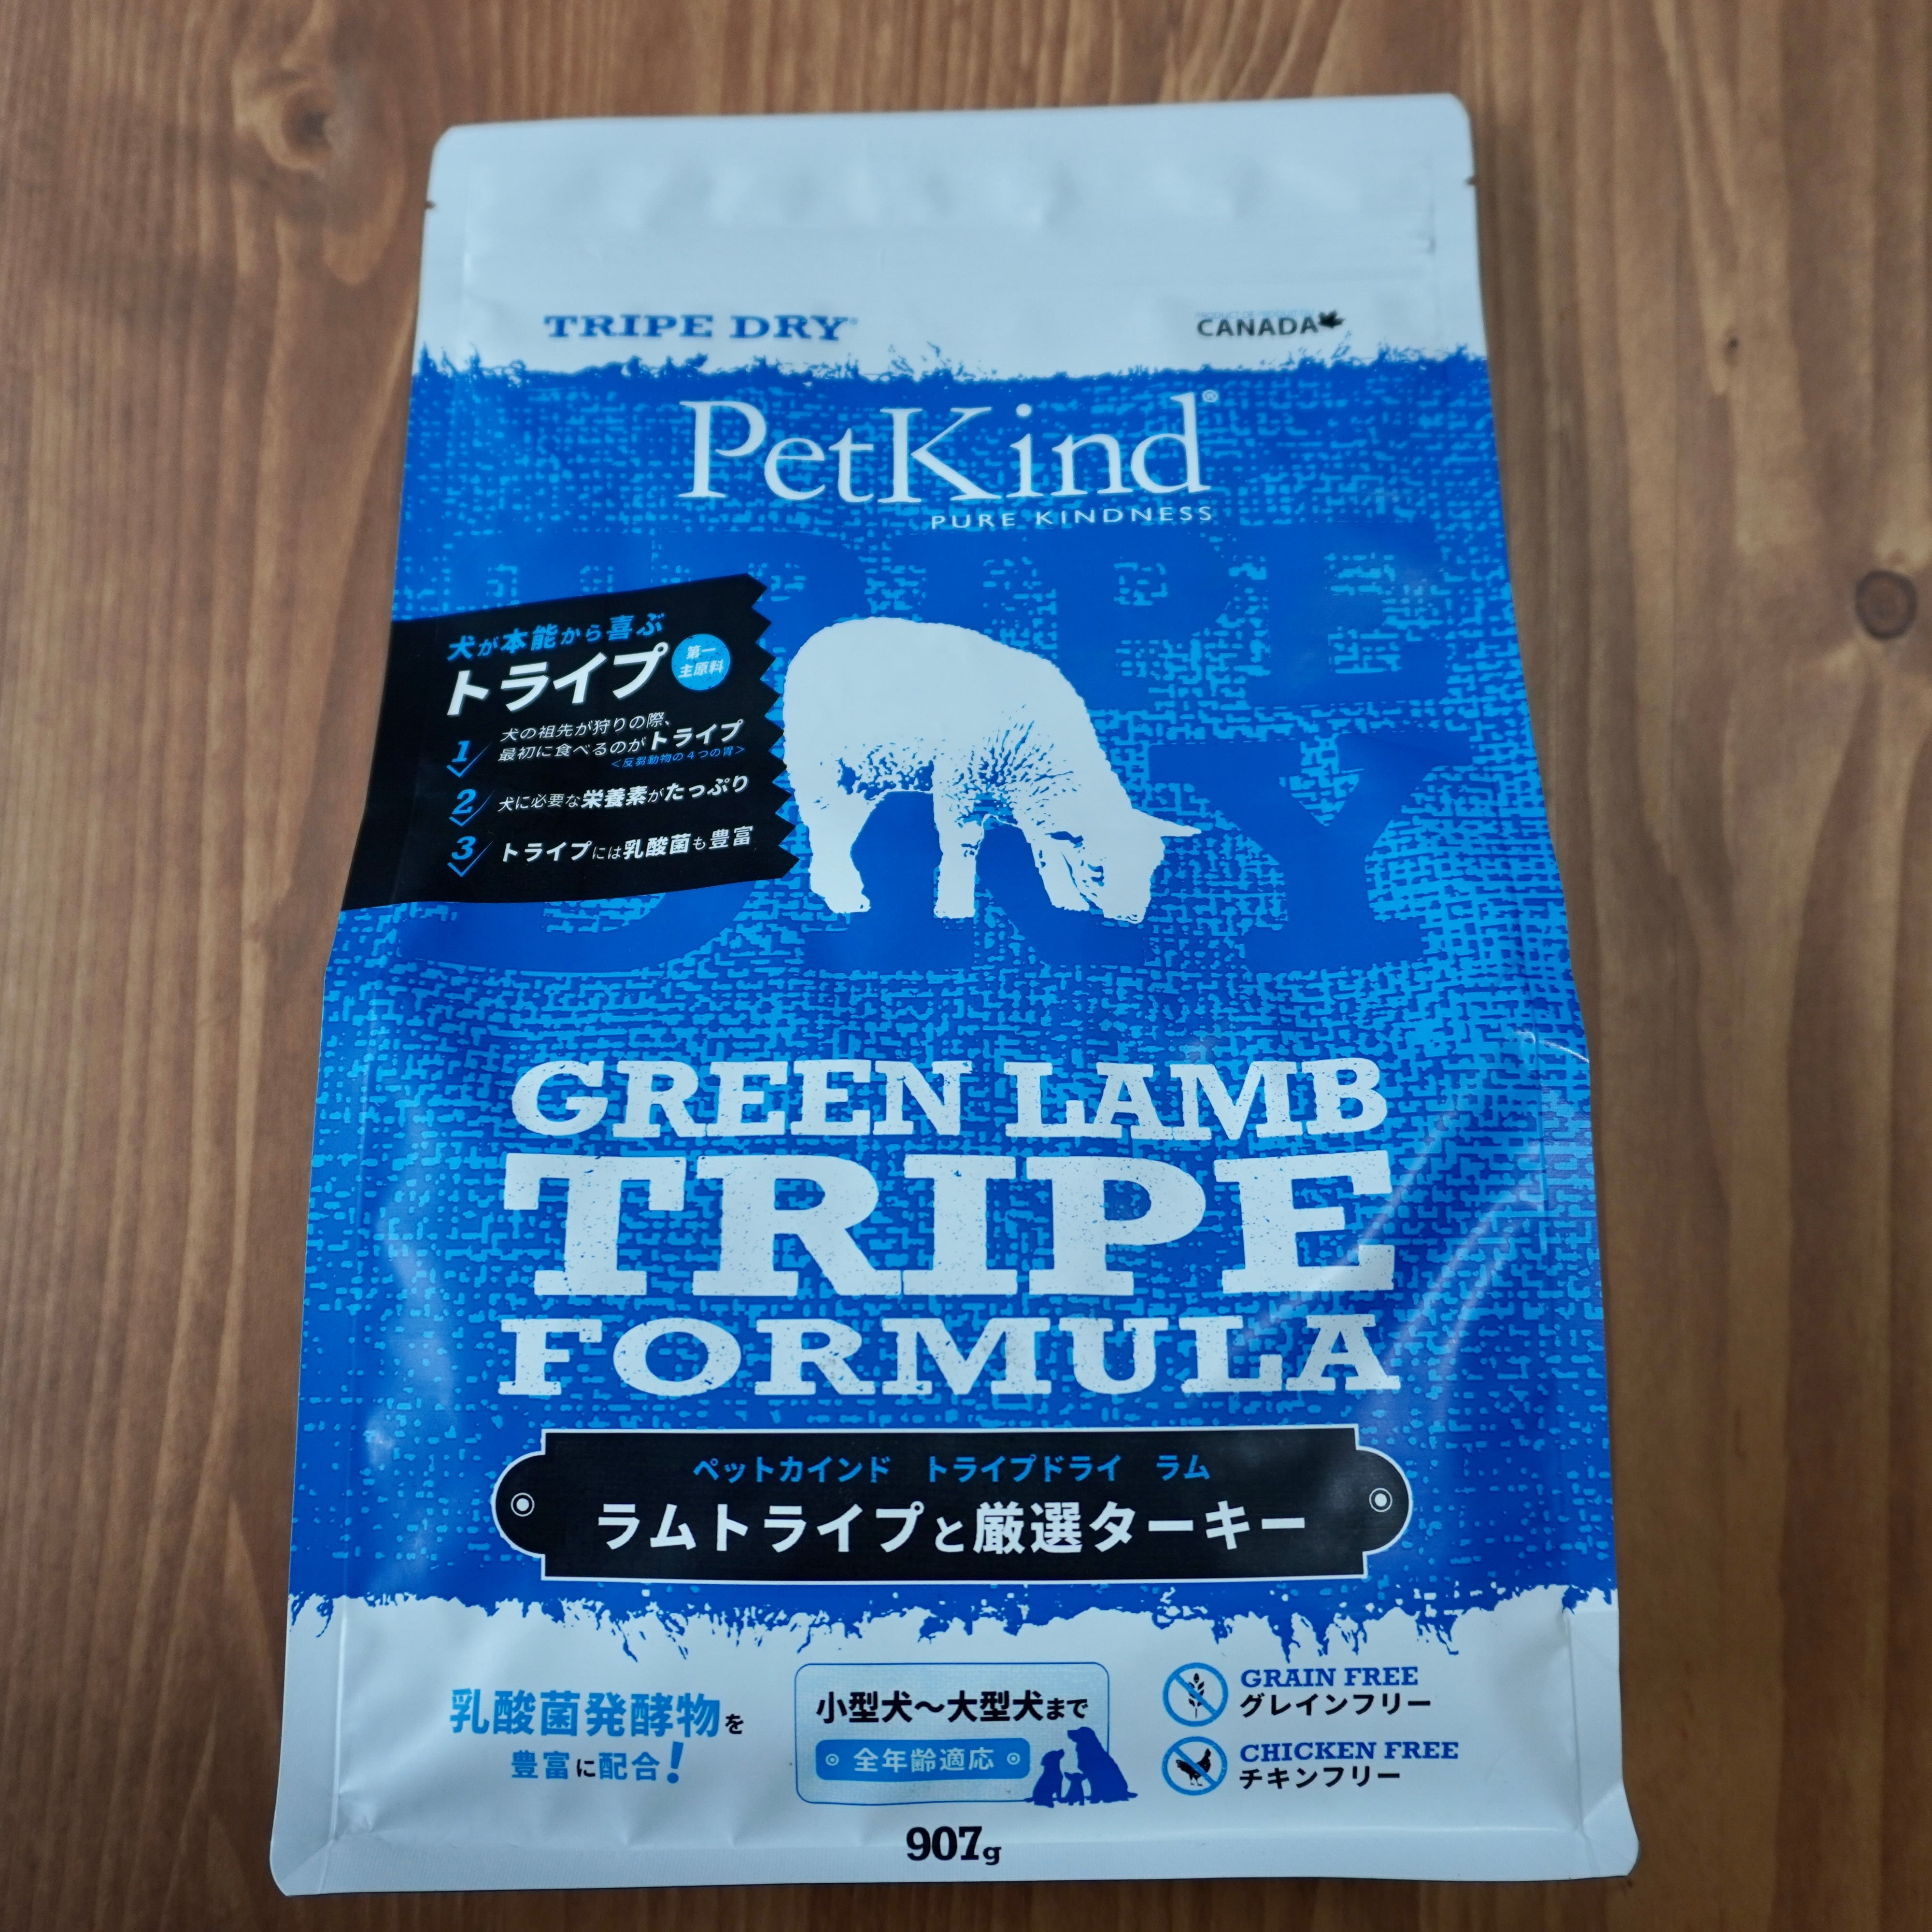 TRIPE DRY
CANADA
PetKind®
PURE KINDNESS
犬が本能から喜ぶ
トライプ
第一
主原料
1 犬の祖先が狩りの際、
最初に食べるのがトライプ
<反芻動物の4つの胃>
2 犬に必要な栄養素がたっぷり
3 トライプには乳酸菌も豊富
TRIPE
DRY
GREEN LAMB
TRIPE
FORMULA
ペットカインド トライプドライ ラム
ラムトライプと厳選ターキー
乳酸菌発酵物を
豊富に配合!
小型犬~大型犬まで
全年齢適応
GRAIN FREE
グレインフリー
CHICKEN FREE
チキンフリー
907g